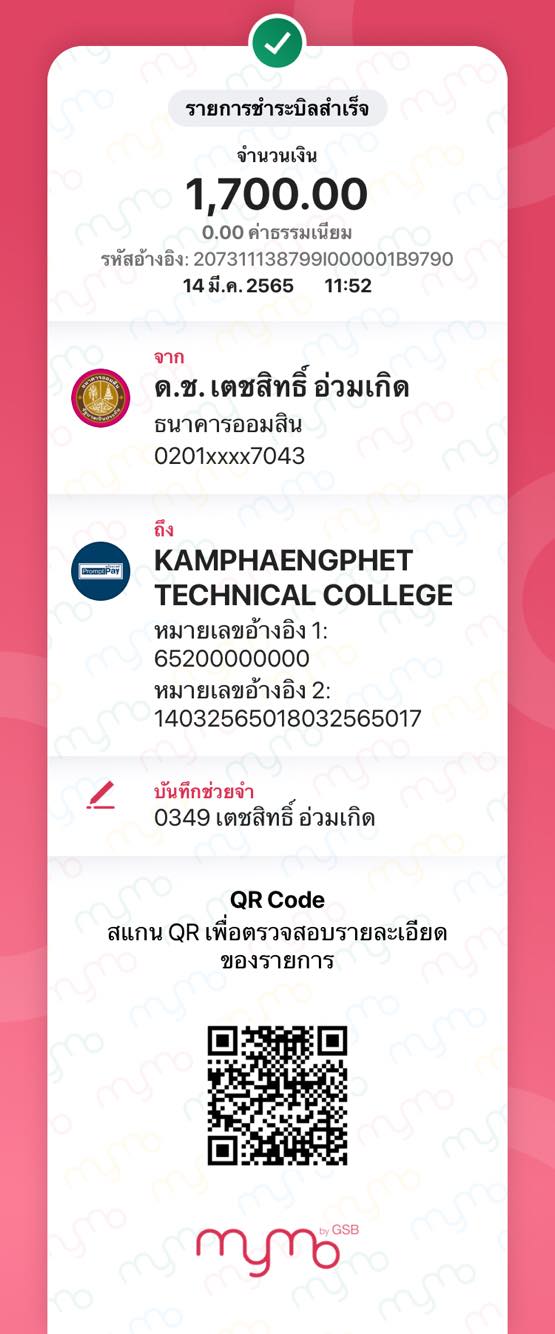 รายการชำระบิลสำเร็จ
จำนวนเงิน
1,700.00
0.00 ค่าธรรมเนียม
รหัสอ้างอิง: 207311138799I000001B9790
14 มี.ค. 2565 11:52
จาก
ด.ช. เตชสิทธิ์ อ่วมเกิด
ธนาคารออมสิน
0201xxxx7043
ถึง
PromptPay
KAMPHAENGPHET
TECHNICAL COLLEGE
หมายเลขอ้างอิง 1:
65200000000
หมายเลขอ้างอิง 2:
14032565018032565017
บันทึกช่วยจำ
0349 เตชสิทธิ์ อ่วมเกิด
QR Code
สแกน QR เพื่อตรวจสอบรายละเอียด
ของรายการ
mymo by GSB